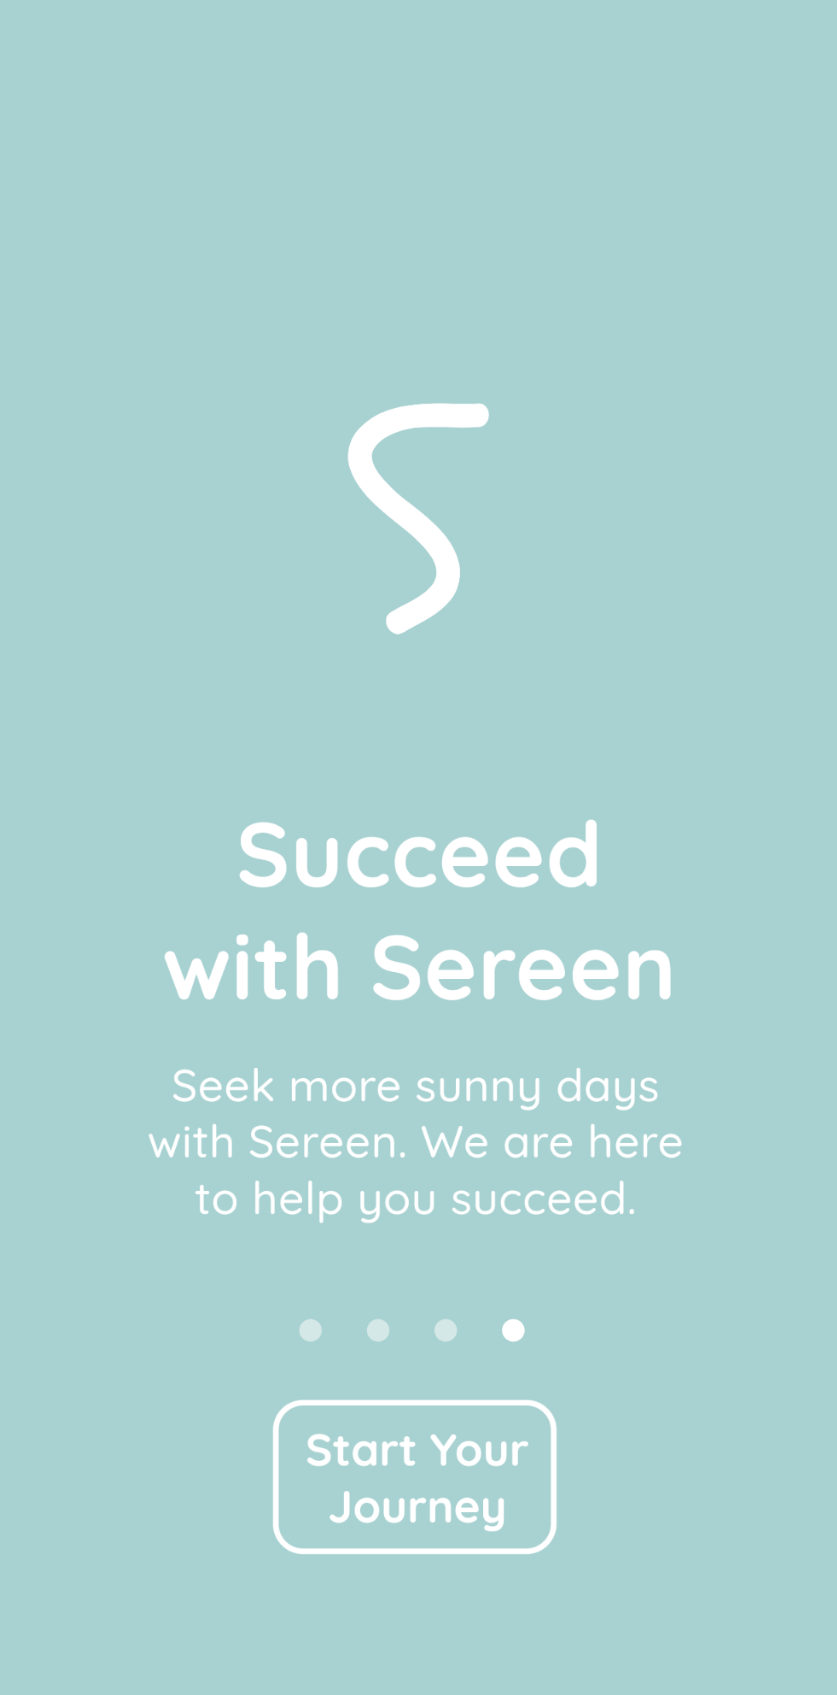 S
Succeed
with Sereen
Seek more sunny days
with Sereen. We are here
to help you succeed.
Start Your
Journey